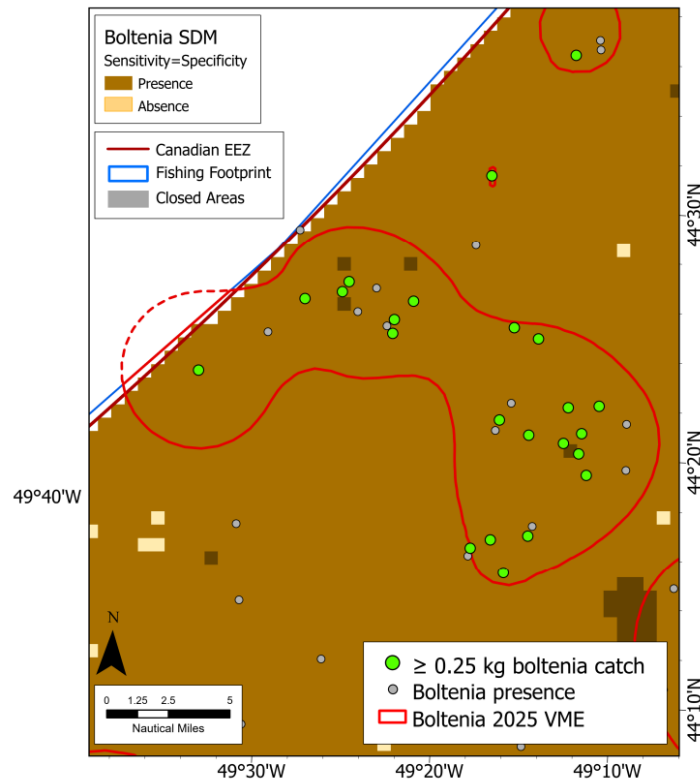 Boltenia SDM
Sensitivity=Specificity
Presence
Absence
Canadian EEZ
Fishing Footprint
Closed Areas
44°30'N
44°20'N
44°10'N
49°40'W
N
0 1.25 2.5 5
Nautical Miles
≥ 0.25 kg boltenia catch
Boltenia presence
Boltenia 2025 VME
49°30'W 49°20'W 49°10'W